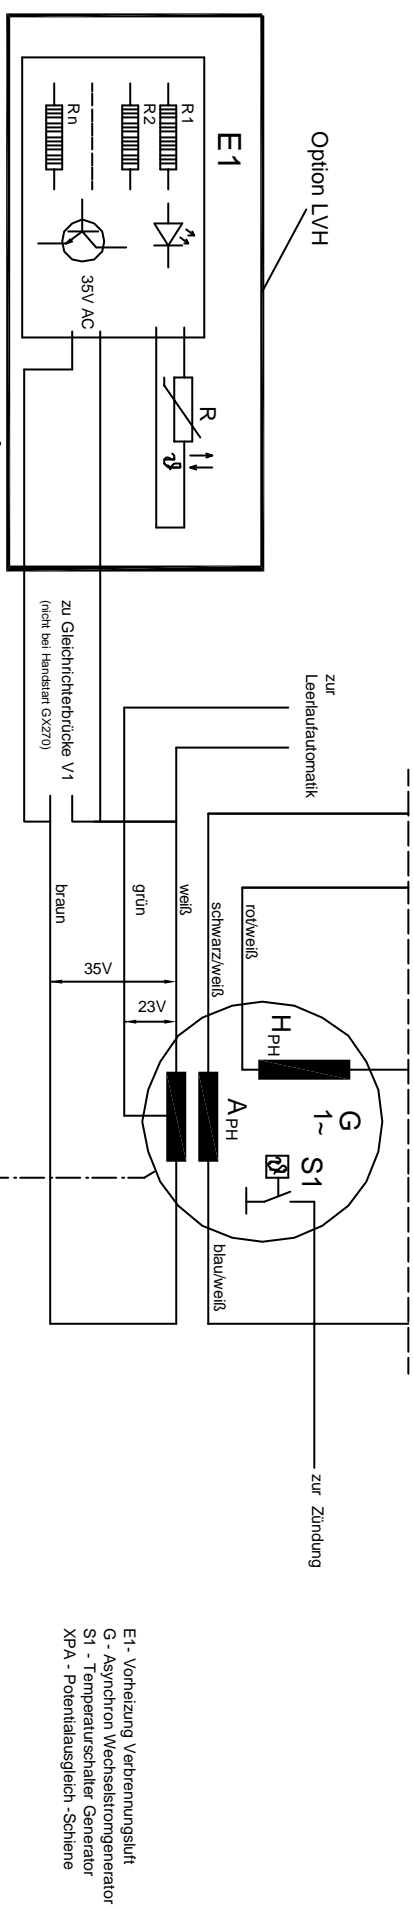 Option LVH
E1
R1
R2
Rn
35V AC
R
ϑ
zu Gleichrichterbrücke V1
(nicht bei Handstart GX270)
zur
Leerlaufautomatik
rot/weiß
schwarz/weiß
weiß
grün
braun
35V
23V
H PH
G
1~
A PH
S1
ϑ
blau/weiß
zur Zündung
E1- Vorheizung Verbrennungsluft
G - Asynchron Wechselstromgenerator
S1 - Temperaturschalter Generator
XPA - Potentialausgleich -Schiene